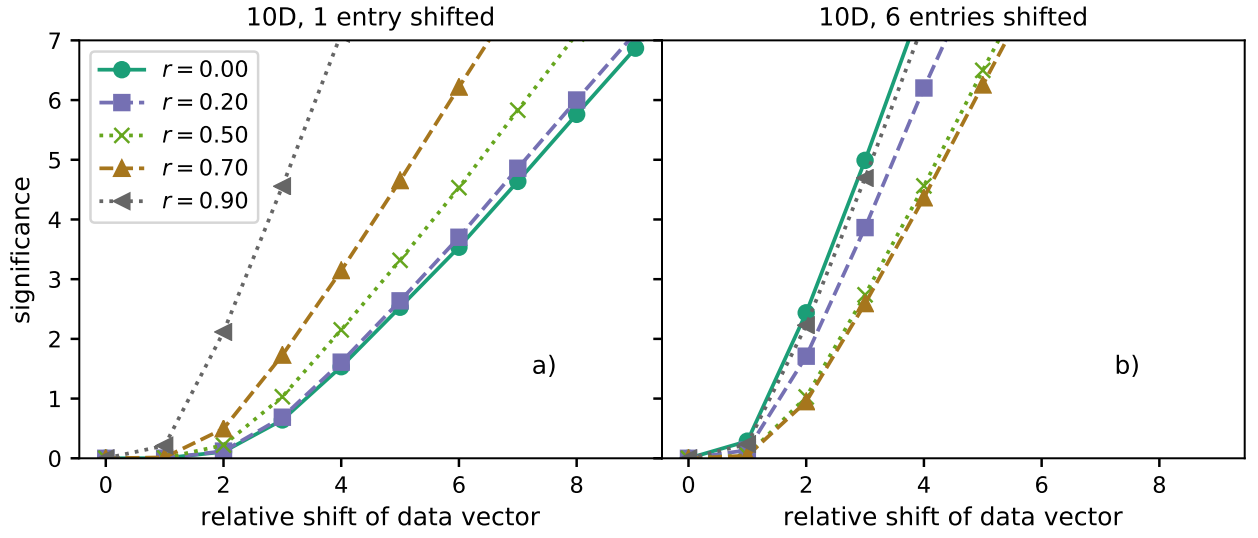 10D, 1 entry shifted
10D, 6 entries shifted
significance
7
6
5
4
3
2
1
0
r = 0.00
r = 0.20
r = 0.50
r = 0.70
r = 0.90
a)
b)
0 2 4 6 8
0 2 4 6 8
relative shift of data vector
relative shift of data vector